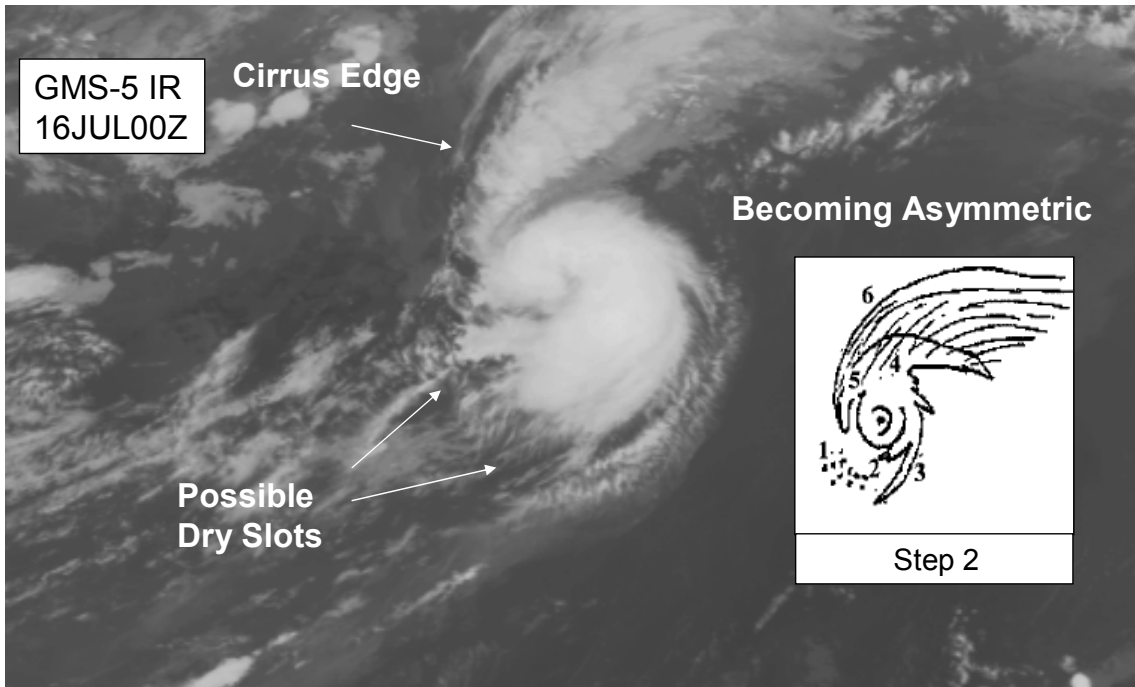 GMS-5 IR
16JUL00Z
Cirrus Edge
Becoming Asymmetric
6
4
5
1
2
3
Possible
Dry Slots
Step 2